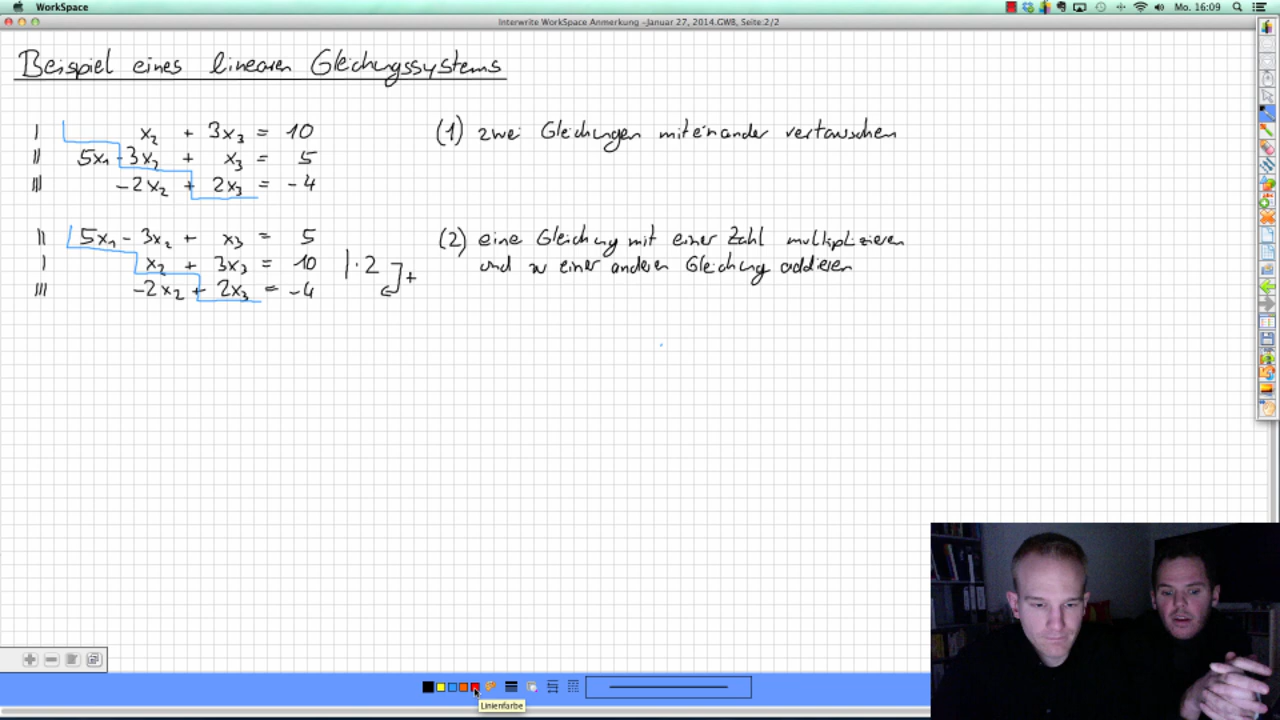 WorkSpace
Mo. 16:09
Interwrite WorkSpace Anmerkung -Januar 27, 2014.GWB, Seite:2/2
Beispiel eines linearen Gleichungssystems
I x₂ + 3x₃ = 10
II 5x₁ - 3x₂ + x₃ = 5
III -2x₂ + 2x₃ = -4
(1) zwei Gleichungen miteinander vertauschen
II 5x₁ - 3x₂ + x₃ = 5
I x₂ + 3x₃ = 10 | · 2
III -2x₂ + 2x₃ = -4 +
(2) eine Gleichung mit einer Zahl multiplizieren
und zu einer anderen Gleichung addieren
Linienfarbe